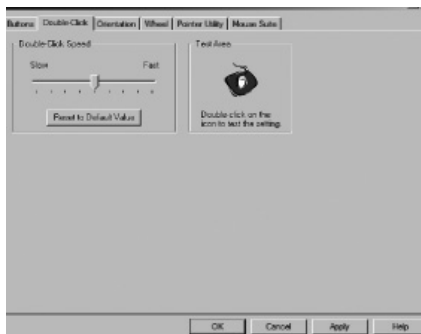 Buttons Double-Click Orientation Wheel Pointer Utility Mouse Suite
Double-Click Speed
Slow Fast
Reset to Default Value
Test Area
Double click on the
icon to test the setting.
OK Cancel Apply Help